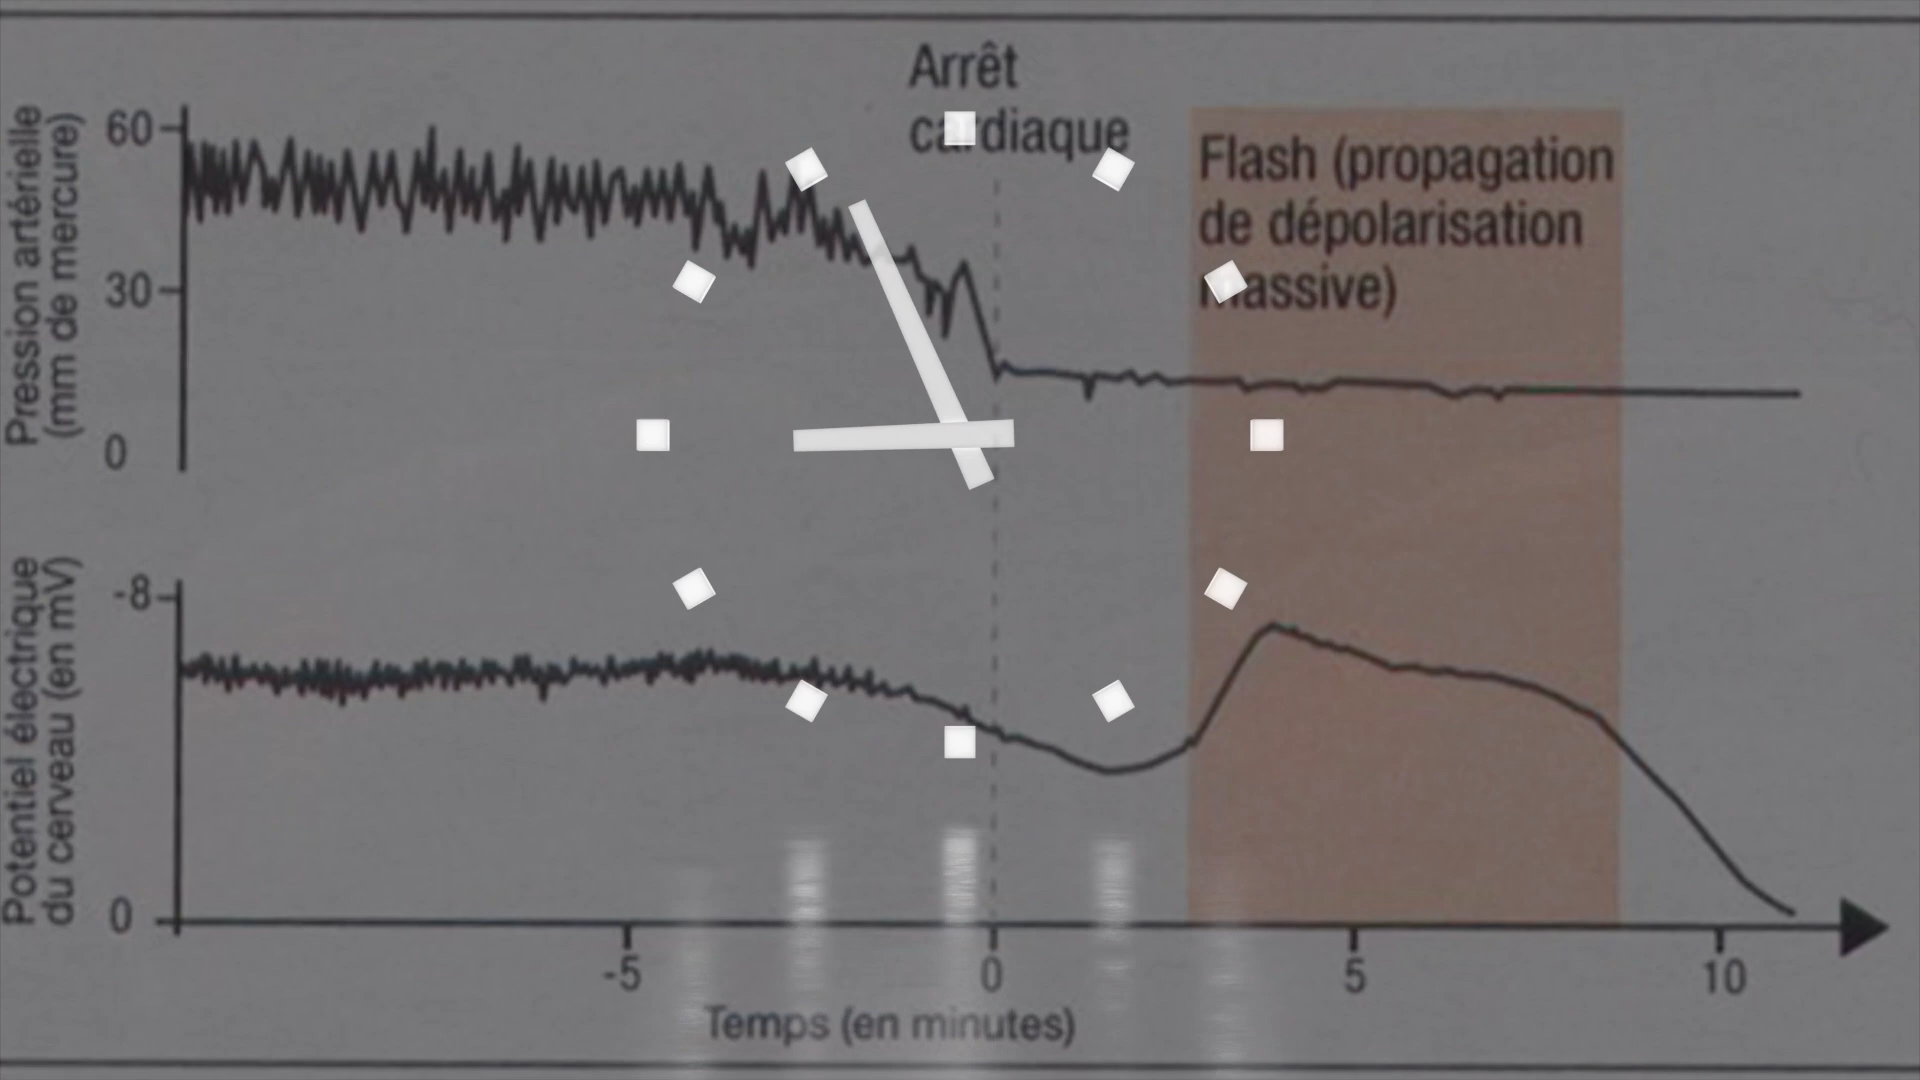 Arrêt
cardiaque
Flash (propagation
de dépolarisation
massive)
Pression artérielle
(mm de mercure)
60
30
0
Potentiel électrique
du cerveau (en mV)
-8
0
-5
0
5
10
Temps (en minutes)